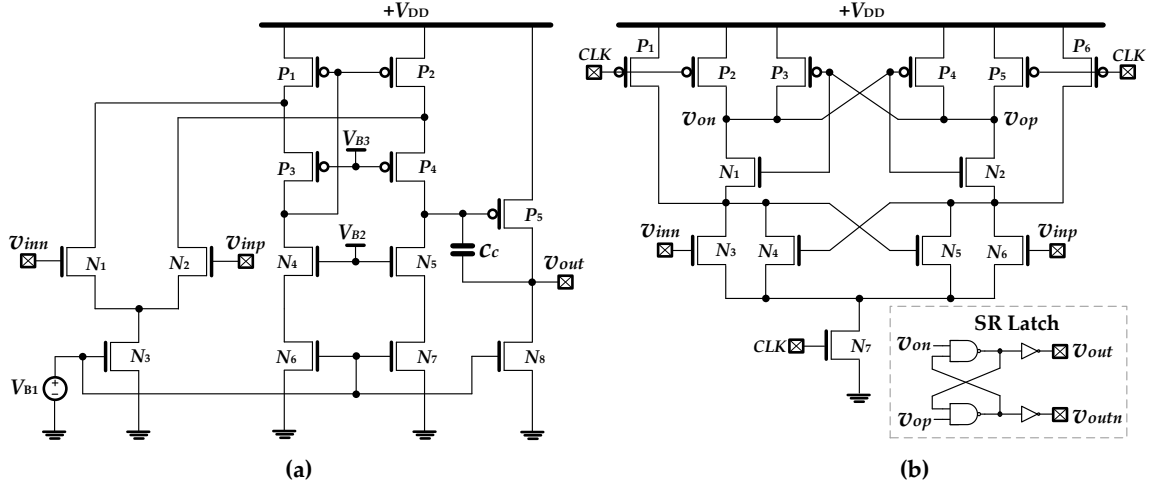 +VDD
P1
P2
P3
VB3
P4
P5
vinn
N1
N2
vinp
N4
VB2
N5
Cc
vout
N3
N6
N7
N8
VB1
+ −
(a)
+VDD
CLK
P1
P2
P3
P4
P5
P6
CLK
von
vop
N1
N2
vinn
N3
N4
N5
N6
vinp
CLK
N7
SR Latch
von
vout
vop
voutn
(b)